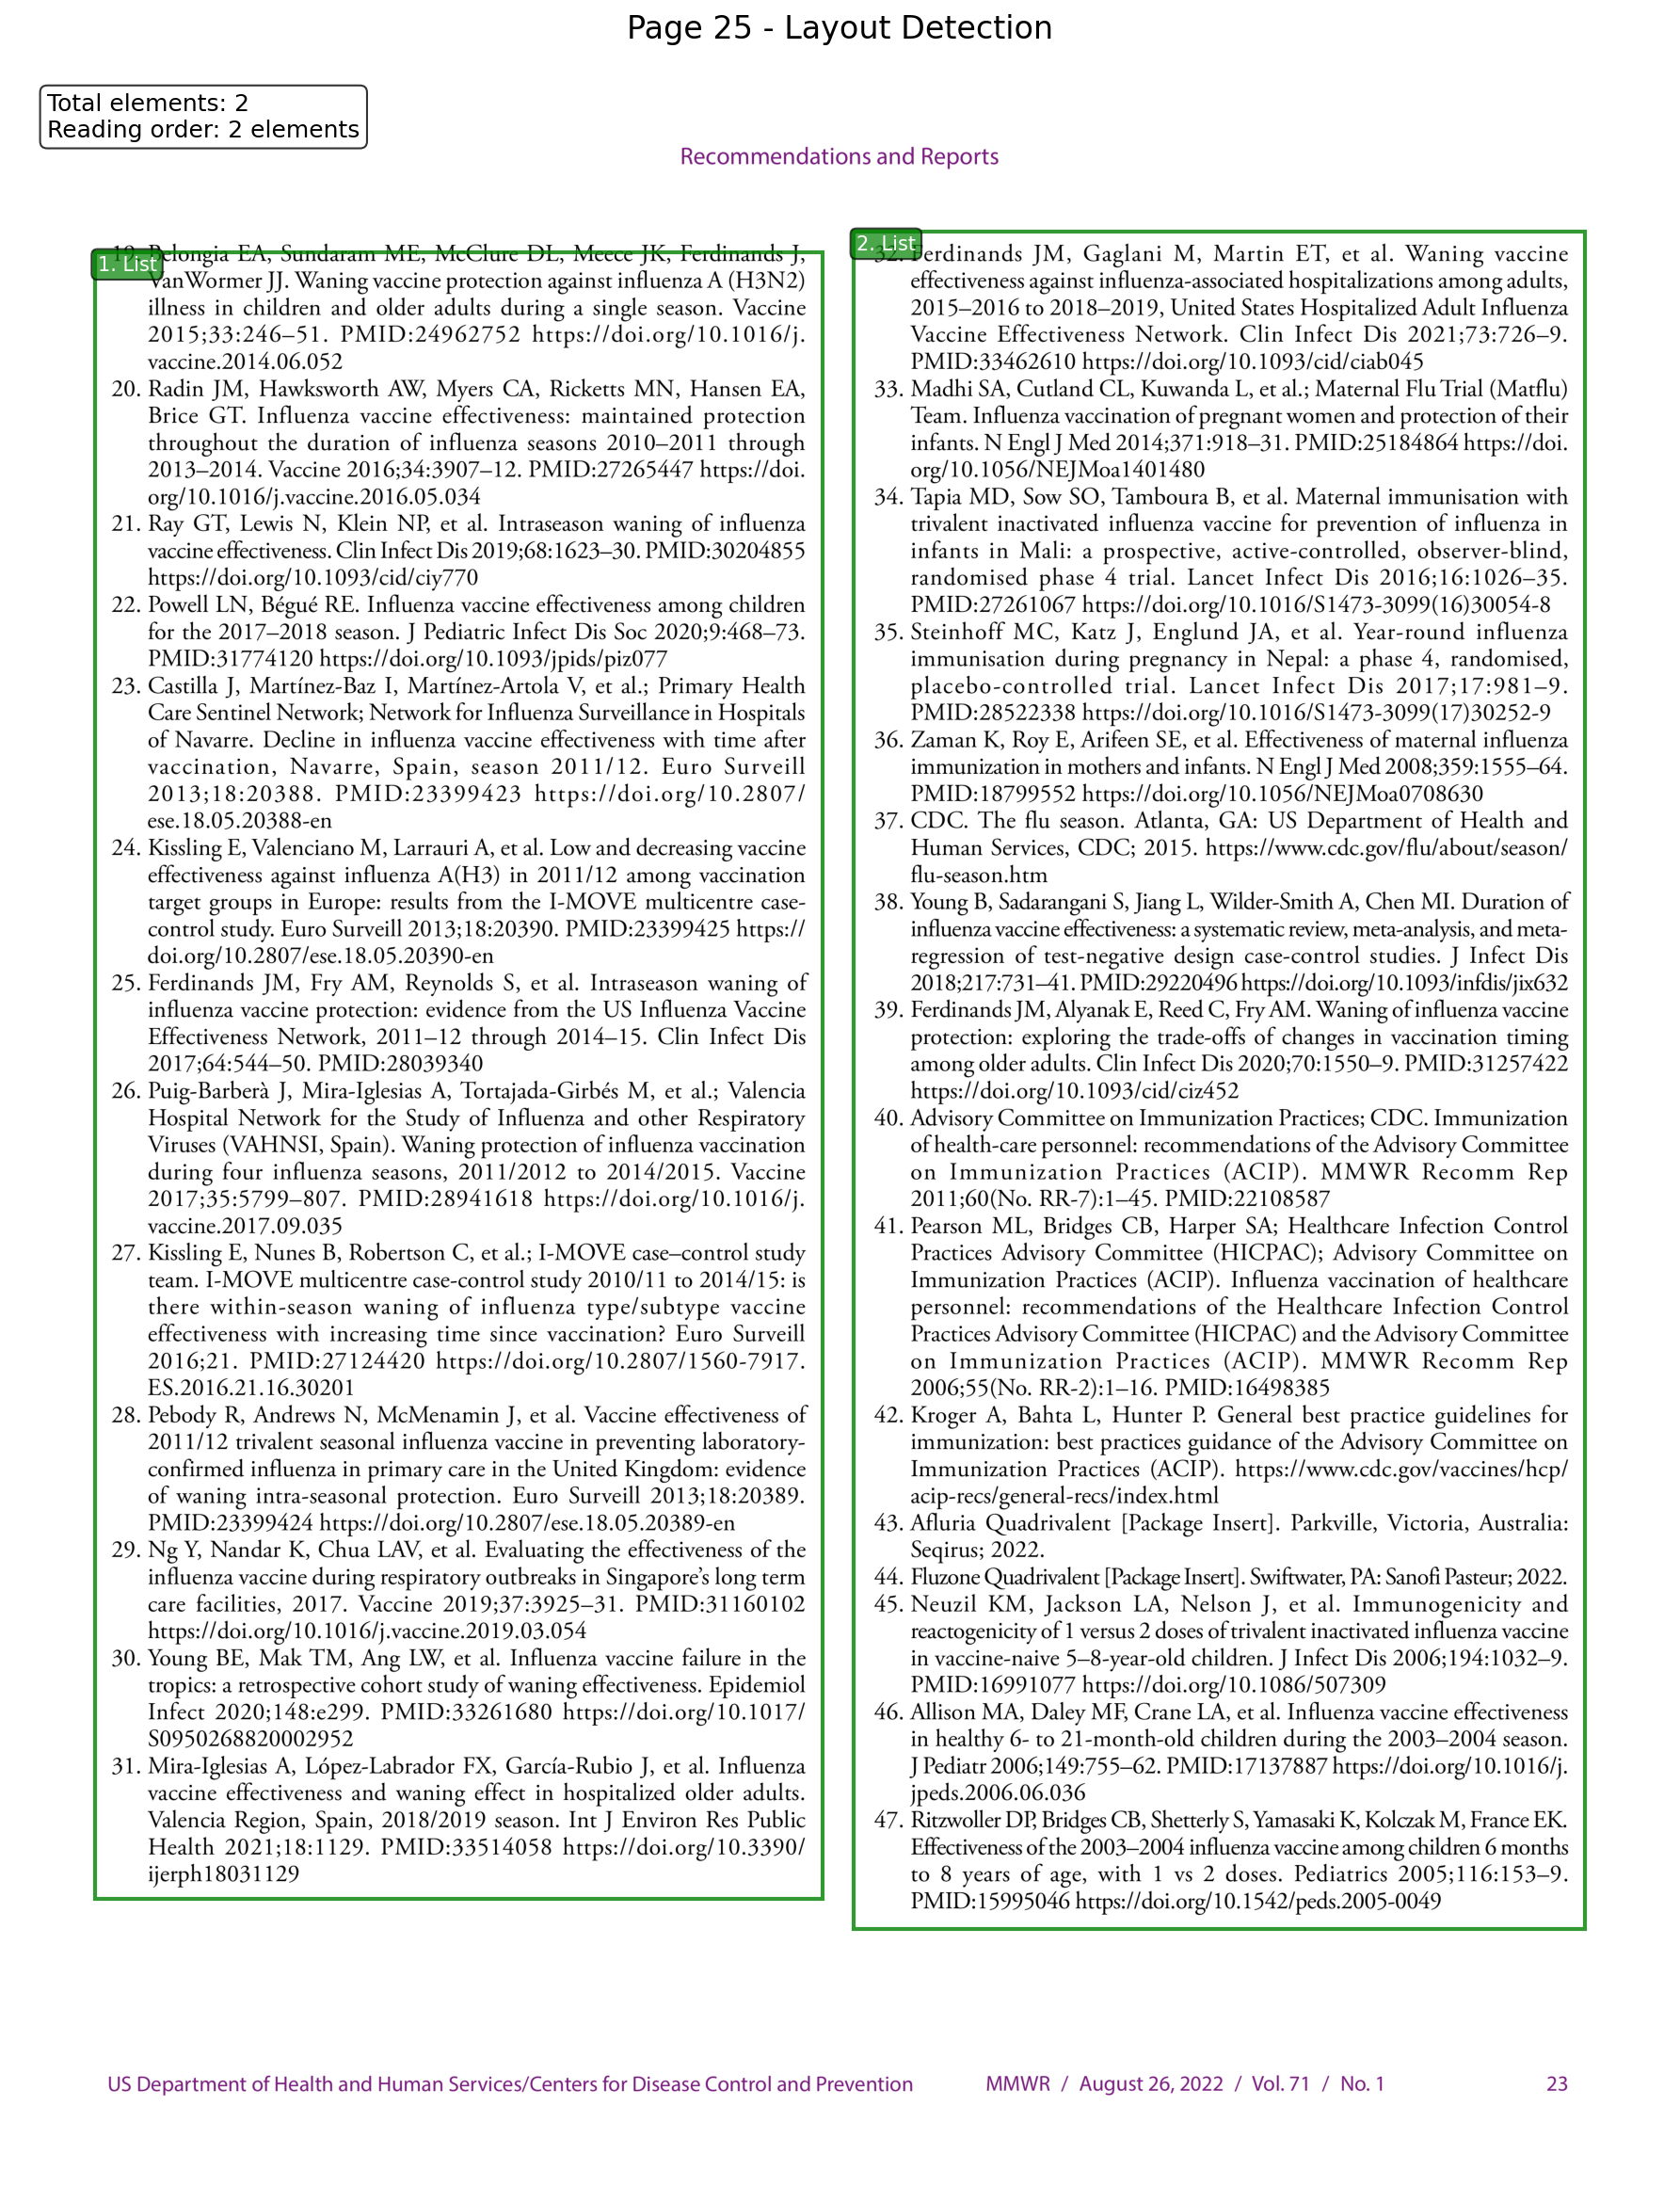 Page 25 - Layout Detection
Total elements: 2
Reading order: 2 elements
Recommendations and Reports
1. List
19. Belongia EA, Sundaram ME, McClure DL, Meece JK, Ferdinands J,
VanWormer JJ. Waning vaccine protection against influenza A (H3N2)
illness in children and older adults during a single season. Vaccine
2015;33:246–51. PMID:24962752 https://doi.org/10.1016/j.
vaccine.2014.06.052
20. Radin JM, Hawksworth AW, Myers CA, Ricketts MN, Hansen EA,
Brice GT. Influenza vaccine effectiveness: maintained protection
throughout the duration of influenza seasons 2010–2011 through
2013–2014. Vaccine 2016;34:3907–12. PMID:27265447 https://doi.
org/10.1016/j.vaccine.2016.05.034
21. Ray GT, Lewis N, Klein NP, et al. Intraseason waning of influenza
vaccine effectiveness. Clin Infect Dis 2019;68:1623–30. PMID:30204855
https://doi.org/10.1093/cid/ciy770
22. Powell LN, Bégué RE. Influenza vaccine effectiveness among children
for the 2017–2018 season. J Pediatric Infect Dis Soc 2020;9:468–73.
PMID:31774120 https://doi.org/10.1093/jpids/piz077
23. Castilla J, Martínez-Baz I, Martínez-Artola V, et al.; Primary Health
Care Sentinel Network; Network for Influenza Surveillance in Hospitals
of Navarre. Decline in influenza vaccine effectiveness with time after
vaccination, Navarre, Spain, season 2011/12. Euro Surveill
2013;18:20388. PMID:23399423 https://doi.org/10.2807/
ese.18.05.20388-en
24. Kissling E, Valenciano M, Larrauri A, et al. Low and decreasing vaccine
effectiveness against influenza A(H3) in 2011/12 among vaccination
target groups in Europe: results from the I-MOVE multicentre case-
control study. Euro Surveill 2013;18:20390. PMID:23399425 https://
doi.org/10.2807/ese.18.05.20390-en
25. Ferdinands JM, Fry AM, Reynolds S, et al. Intraseason waning of
influenza vaccine protection: evidence from the US Influenza Vaccine
Effectiveness Network, 2011–12 through 2014–15. Clin Infect Dis
2017;64:544–50. PMID:28039340
26. Puig-Barberà J, Mira-Iglesias A, Tortajada-Girbés M, et al.; Valencia
Hospital Network for the Study of Influenza and other Respiratory
Viruses (VAHNSI, Spain). Waning protection of influenza vaccination
during four influenza seasons, 2011/2012 to 2014/2015. Vaccine
2017;35:5799–807. PMID:28941618 https://doi.org/10.1016/j.
vaccine.2017.09.035
27. Kissling E, Nunes B, Robertson C, et al.; I-MOVE case–control study
team. I-MOVE multicentre case-control study 2010/11 to 2014/15: is
there within-season waning of influenza type/subtype vaccine
effectiveness with increasing time since vaccination? Euro Surveill
2016;21. PMID:27124420 https://doi.org/10.2807/1560-7917.
ES.2016.21.16.30201
28. Pebody R, Andrews N, McMenamin J, et al. Vaccine effectiveness of
2011/12 trivalent seasonal influenza vaccine in preventing laboratory-
confirmed influenza in primary care in the United Kingdom: evidence
of waning intra-seasonal protection. Euro Surveill 2013;18:20389.
PMID:23399424 https://doi.org/10.2807/ese.18.05.20389-en
29. Ng Y, Nandar K, Chua LAV, et al. Evaluating the effectiveness of the
influenza vaccine during respiratory outbreaks in Singapore’s long term
care facilities, 2017. Vaccine 2019;37:3925–31. PMID:31160102
https://doi.org/10.1016/j.vaccine.2019.03.054
30. Young BE, Mak TM, Ang LW, et al. Influenza vaccine failure in the
tropics: a retrospective cohort study of waning effectiveness. Epidemiol
Infect 2020;148:e299. PMID:33261680 https://doi.org/10.1017/
S0950268820002952
31. Mira-Iglesias A, López-Labrador FX, García-Rubio J, et al. Influenza
vaccine effectiveness and waning effect in hospitalized older adults.
Valencia Region, Spain, 2018/2019 season. Int J Environ Res Public
Health 2021;18:1129. PMID:33514058 https://doi.org/10.3390/
ijerph18031129
2. List
32. Ferdinands JM, Gaglani M, Martin ET, et al. Waning vaccine
effectiveness against influenza-associated hospitalizations among adults,
2015–2016 to 2018–2019, United States Hospitalized Adult Influenza
Vaccine Effectiveness Network. Clin Infect Dis 2021;73:726–9.
PMID:33462610 https://doi.org/10.1093/cid/ciab045
33. Madhi SA, Cutland CL, Kuwanda L, et al.; Maternal Flu Trial (Matflu)
Team. Influenza vaccination of pregnant women and protection of their
infants. N Engl J Med 2014;371:918–31. PMID:25184864 https://doi.
org/10.1056/NEJMoa1401480
34. Tapia MD, Sow SO, Tamboura B, et al. Maternal immunisation with
trivalent inactivated influenza vaccine for prevention of influenza in
infants in Mali: a prospective, active-controlled, observer-blind,
randomised phase 4 trial. Lancet Infect Dis 2016;16:1026–35.
PMID:27261067 https://doi.org/10.1016/S1473-3099(16)30054-8
35. Steinhoff MC, Katz J, Englund JA, et al. Year-round influenza
immunisation during pregnancy in Nepal: a phase 4, randomised,
placebo-controlled trial. Lancet Infect Dis 2017;17:981–9.
PMID:28522338 https://doi.org/10.1016/S1473-3099(17)30252-9
36. Zaman K, Roy E, Arifeen SE, et al. Effectiveness of maternal influenza
immunization in mothers and infants. N Engl J Med 2008;359:1555–64.
PMID:18799552 https://doi.org/10.1056/NEJMoa0708630
37. CDC. The flu season. Atlanta, GA: US Department of Health and
Human Services, CDC; 2015. https://www.cdc.gov/flu/about/season/
flu-season.htm
38. Young B, Sadarangani S, Jiang L, Wilder-Smith A, Chen MI. Duration of
influenza vaccine effectiveness: a systematic review, meta-analysis, and meta-
regression of test-negative design case-control studies. J Infect Dis
2018;217:731–41. PMID:29220496 https://doi.org/10.1093/infdis/jix632
39. Ferdinands JM, Alyanak E, Reed C, Fry AM. Waning of influenza vaccine
protection: exploring the trade-offs of changes in vaccination timing
among older adults. Clin Infect Dis 2020;70:1550–9. PMID:31257422
https://doi.org/10.1093/cid/ciz452
40. Advisory Committee on Immunization Practices; CDC. Immunization
of health-care personnel: recommendations of the Advisory Committee
on Immunization Practices (ACIP). MMWR Recomm Rep
2011;60(No. RR-7):1–45. PMID:22108587
41. Pearson ML, Bridges CB, Harper SA; Healthcare Infection Control
Practices Advisory Committee (HICPAC); Advisory Committee on
Immunization Practices (ACIP). Influenza vaccination of healthcare
personnel: recommendations of the Healthcare Infection Control
Practices Advisory Committee (HICPAC) and the Advisory Committee
on Immunization Practices (ACIP). MMWR Recomm Rep
2006;55(No. RR-2):1–16. PMID:16498385
42. Kroger A, Bahta L, Hunter P. General best practice guidelines for
immunization: best practices guidance of the Advisory Committee on
Immunization Practices (ACIP). https://www.cdc.gov/vaccines/hcp/
acip-recs/general-recs/index.html
43. Afluria Quadrivalent [Package Insert]. Parkville, Victoria, Australia:
Seqirus; 2022.
44. Fluzone Quadrivalent [Package Insert]. Swiftwater, PA: Sanofi Pasteur; 2022.
45. Neuzil KM, Jackson LA, Nelson J, et al. Immunogenicity and
reactogenicity of 1 versus 2 doses of trivalent inactivated influenza vaccine
in vaccine-naive 5–8-year-old children. J Infect Dis 2006;194:1032–9.
PMID:16991077 https://doi.org/10.1086/507309
46. Allison MA, Daley MF, Crane LA, et al. Influenza vaccine effectiveness
in healthy 6- to 21-month-old children during the 2003–2004 season.
J Pediatr 2006;149:755–62. PMID:17137887 https://doi.org/10.1016/j.
jpeds.2006.06.036
47. Ritzwoller DP, Bridges CB, Shetterly S, Yamasaki K, Kolczak M, France EK.
Effectiveness of the 2003–2004 influenza vaccine among children 6 months
to 8 years of age, with 1 vs 2 doses. Pediatrics 2005;116:153–9.
PMID:15995046 https://doi.org/10.1542/peds.2005-0049
US Department of Health and Human Services/Centers for Disease Control and Prevention MMWR / August 26, 2022 / Vol. 71 / No. 1 23